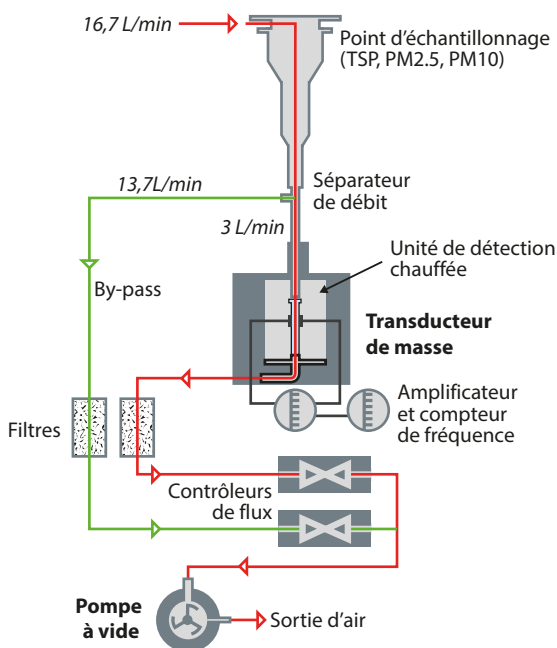 16,7 L/min
Point d'échantillonnage
(TSP, PM2.5, PM10)
13,7L/min
Séparateur
de débit
3 L/min
Unité de détection
chauffée
By-pass
Transducteur
de masse
Filtres
Amplificateur
et compteur
de fréquence
Contrôleurs
de flux
Pompe
à vide
Sortie d'air